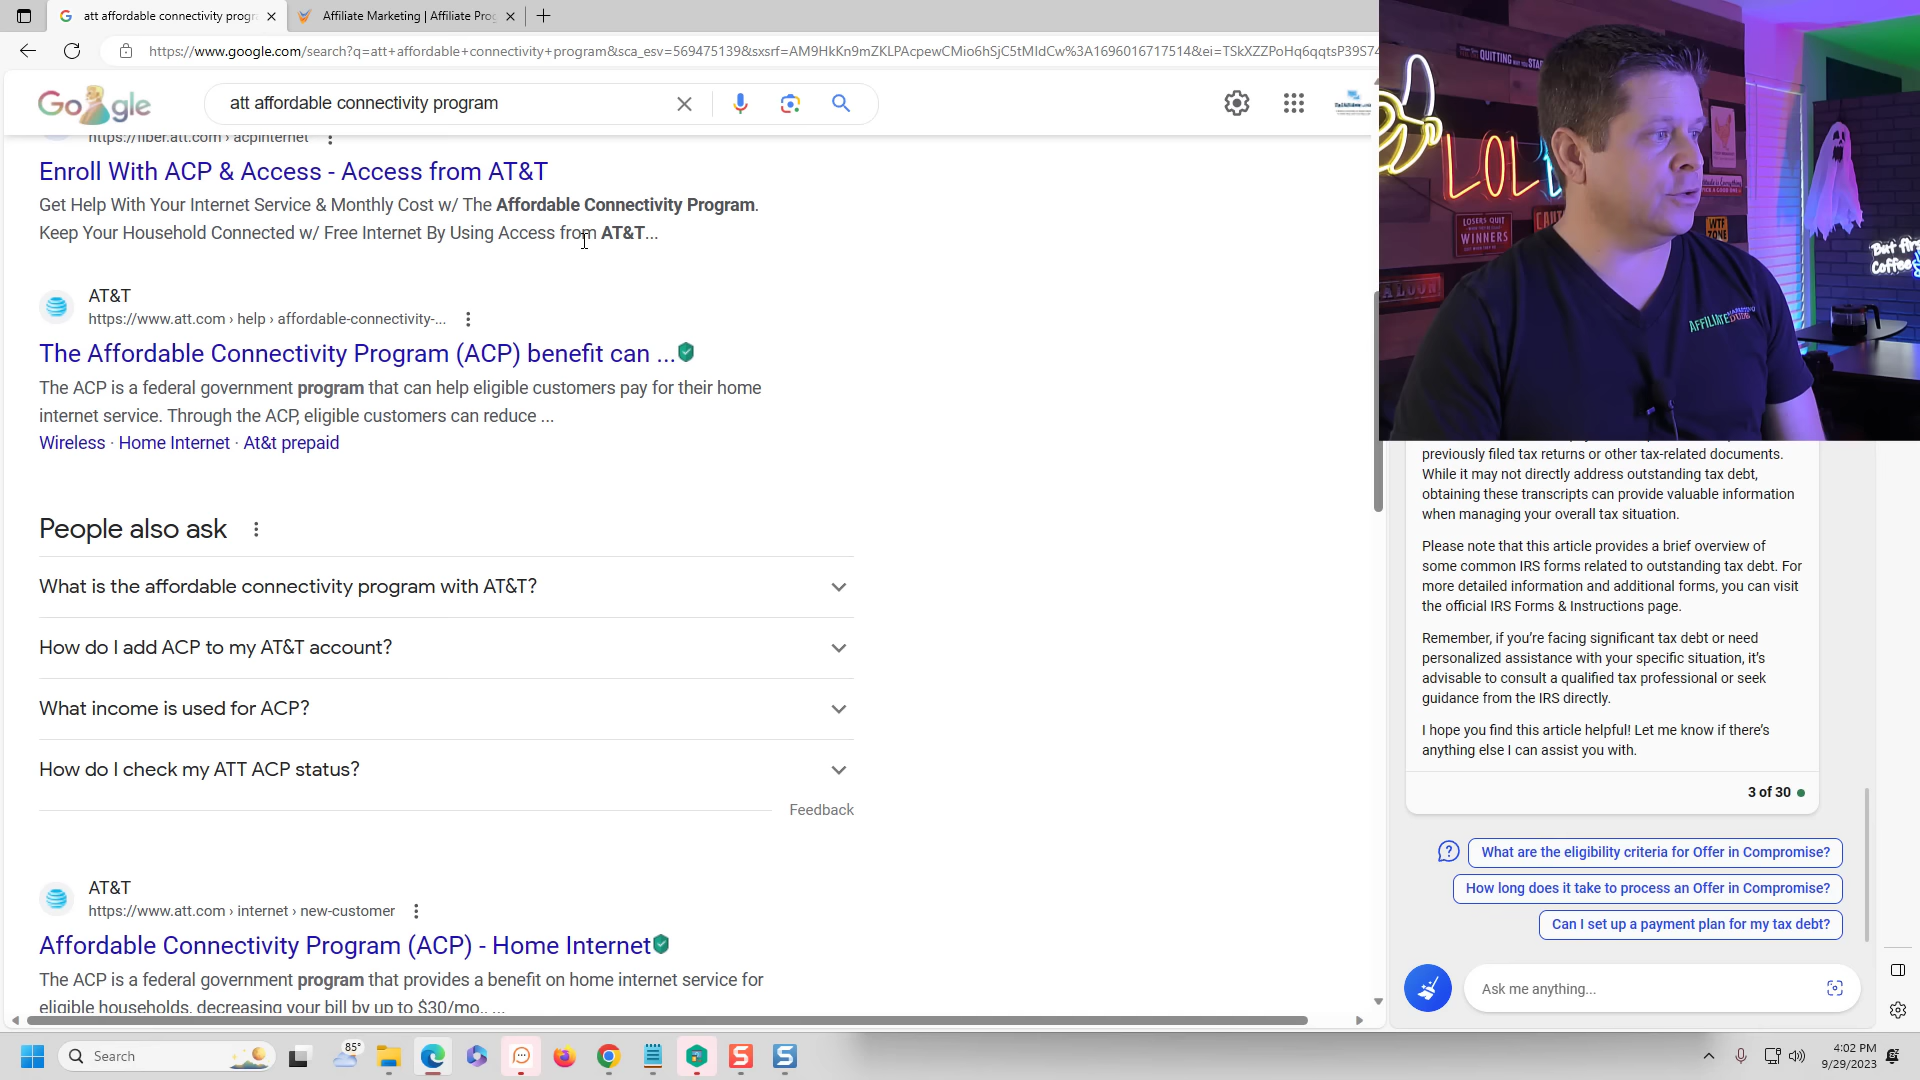 att affordable connectivity progr
Affiliate Marketing | Affiliate Pro
https://www.google.com/search?q=att+affordable+connectivity+program&sca_esv=569475139&sxsrf=AM9HkKn9mZKLPAcpewCMio6hSjC5tMIdCw%3A1696016717514&ei=TSkXZZPoHq6qqtsP39S74
Google
att affordable connectivity program
https://fiber.att.com › acpinternet
Enroll With ACP & Access - Access from AT&T
Get Help With Your Internet Service & Monthly Cost w/ The Affordable Connectivity Program.
Keep Your Household Connected w/ Free Internet By Using Access from AT&T...
AT&T
https://www.att.com › help › affordable-connectivity-...
The Affordable Connectivity Program (ACP) benefit can ...
The ACP is a federal government program that can help eligible customers pay for their home
internet service. Through the ACP, eligible customers can reduce ...
Wireless · Home Internet · At&t prepaid
People also ask
What is the affordable connectivity program with AT&T?
How do I add ACP to my AT&T account?
What income is used for ACP?
How do I check my ATT ACP status?
Feedback
AT&T
https://www.att.com › internet › new-customer
Affordable Connectivity Program (ACP) - Home Internet
The ACP is a federal government program that provides a benefit on home internet service for
eligible households, decreasing your bill by up to $30/mo.. ...
QUITTING
LOL
LOSERS QUIT
WINNERS
SALOON!
WTF
ZONE
But first
Coffee
AFFILIATE
MARKETING
DUDE
previously filed tax returns or other tax-related documents.
While it may not directly address outstanding tax debt,
obtaining these transcripts can provide valuable information
when managing your overall tax situation.
Please note that this article provides a brief overview of
some common IRS forms related to outstanding tax debt. For
more detailed information and additional forms, you can visit
the official IRS Forms & Instructions page.
Remember, if you’re facing significant tax debt or need
personalized assistance with your specific situation, it’s
advisable to consult a qualified tax professional or seek
guidance from the IRS directly.
I hope you find this article helpful! Let me know if there’s
anything else I can assist you with.
3 of 30
What are the eligibility criteria for Offer in Compromise?
How long does it take to process an Offer in Compromise?
Can I set up a payment plan for my tax debt?
Ask me anything...
Search
85°
4:02 PM
9/29/2023